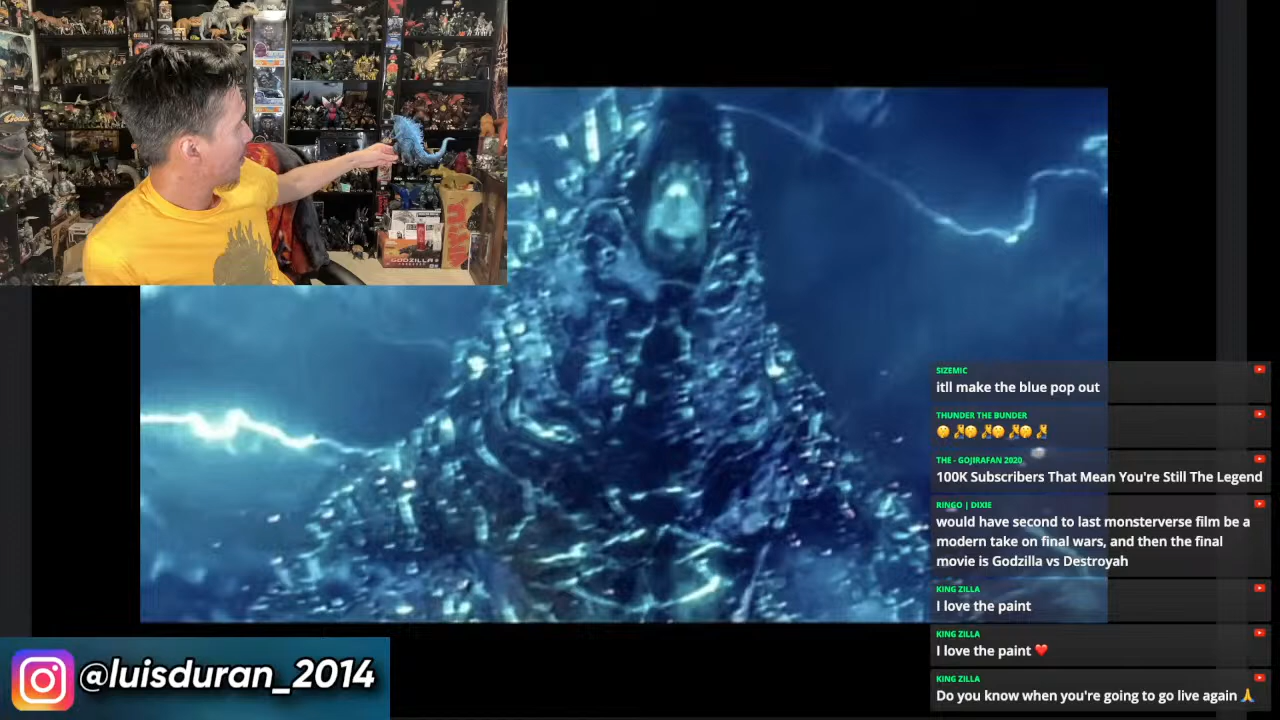 GODZILLA
SIZEMIC
itll make the blue pop out
THUNDER THE BUNDER
THE - GOJIRAFAN 2020
100K Subscribers That Mean You're Still The Legend
RINGO | DIXIE
would have second to last monsterverse film be a
modern take on final wars, and then the final
movie is Godzilla vs Destroyah
KING ZILLA
I love the paint
KING ZILLA
I love the paint ❤️
KING ZILLA
Do you know when you're going to go live again 🙏
@luisduran_2014